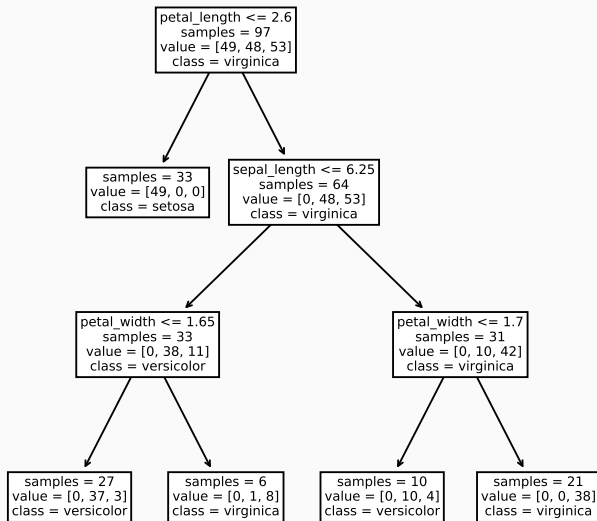 petal_length <= 2.6
samples = 97
value = [49, 48, 53]
class = virginica
samples = 33
value = [49, 0, 0]
class = setosa
sepal_length <= 6.25
samples = 64
value = [0, 48, 53]
class = virginica
petal_width <= 1.65
samples = 33
value = [0, 38, 11]
class = versicolor
petal_width <= 1.7
samples = 31
value = [0, 10, 42]
class = virginica
samples = 27
value = [0, 37, 3]
class = versicolor
samples = 6
value = [0, 1, 8]
class = virginica
samples = 10
value = [0, 10, 4]
class = versicolor
samples = 21
value = [0, 0, 38]
class = virginica